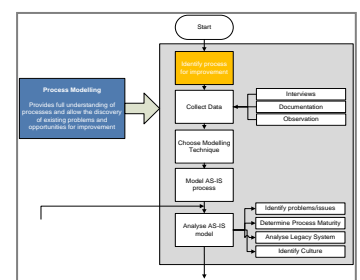 Start
Identify process
for improvement
Process Modelling
Provides full understanding of
processes and allow the discovery
of existing problems and
opportunities for improvement
Collect Data
Interviews
Documentation
Observation
Choose Modelling
Technique
Model AS-IS
process
Analyse AS-IS
model
Identify problems/issues
Determine Process Maturity
Analyse Legacy System
Identify Culture